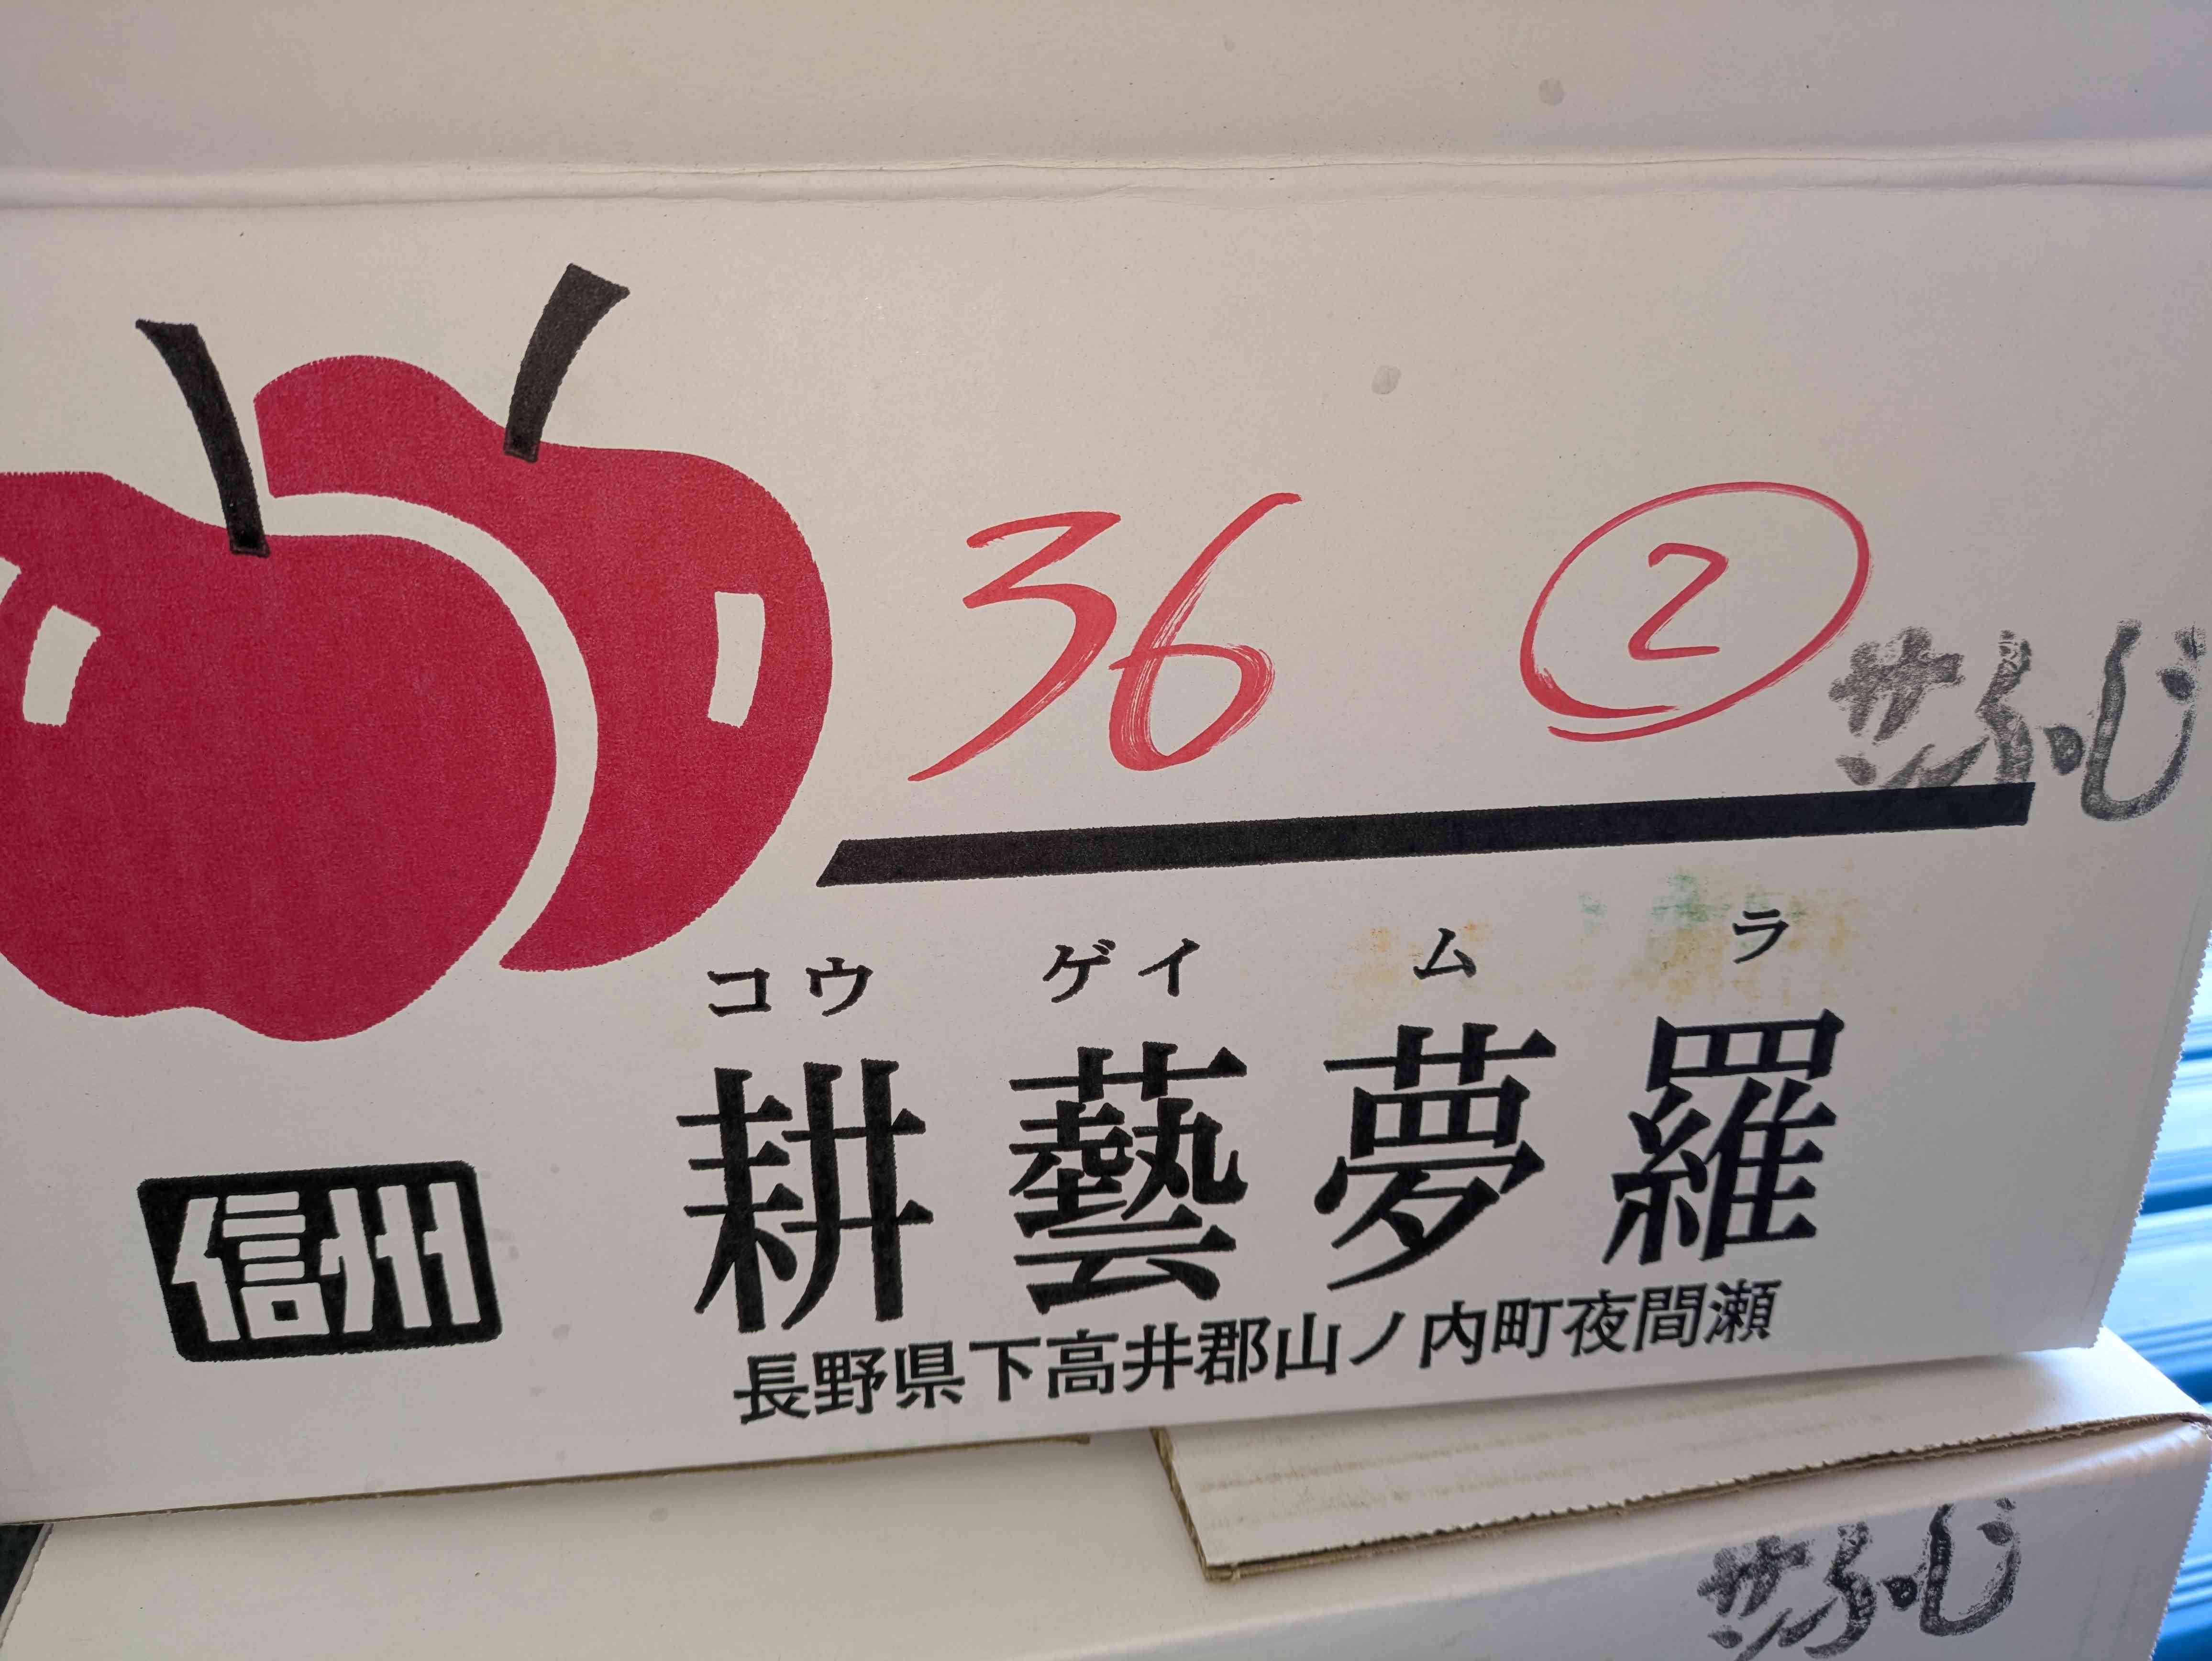 36 ②
サンふじ
コウ ゲイ ム ラ
耕藝夢羅
信州
長野県下高井郡山ノ内町夜間瀬
サンふじ